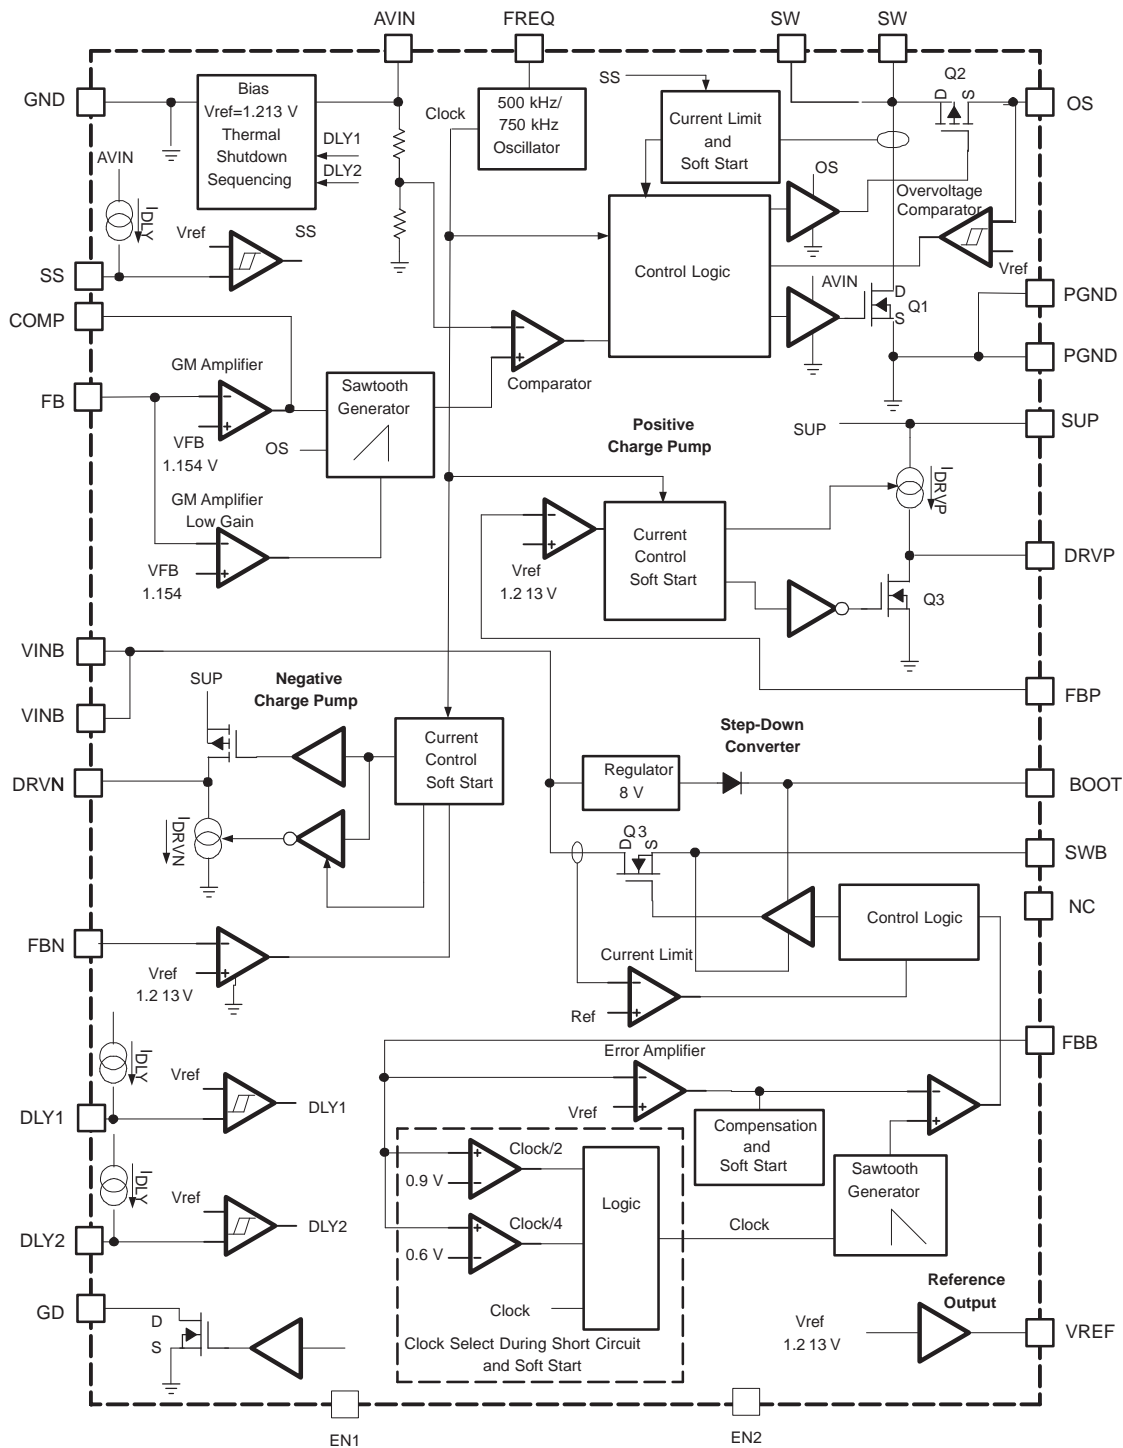 AVIN
FREQ
SW
SW
GND
Bias
Vref=1.213 V
Thermal
Shutdown
Sequencing
DLY1
DLY2
Clock
500 kHz/
750 kHz
Oscillator
SS
Current Limit
and
Soft Start
Q2
D
S
OS
AVIN
IDLY
Vref
SS
SS
OS
Overvoltage
Comparator
Vref
Control Logic
AVIN
D
Q1
S
PGND
PGND
COMP
GM Amplifier
FB
VFB
1.154 V
OS
Sawtooth
Generator
Comparator
GM Amplifier
Low Gain
VFB
1.154
Positive
Charge Pump
SUP
SUP
IDRVP
Vref
1.2 13 V
Current
Control
Soft Start
DRVP
Q3
VINB
VINB
SUP
Negative
Charge Pump
FBP
DRVN
IDRVN
Current
Control
Soft Start
Step-Down
Converter
Regulator
8 V
BOOT
Q3
D
S
SWB
NC
Control Logic
FBN
Vref
1.2 13 V
Current Limit
Ref
FBB
Error Amplifier
Vref
IDLY
Vref
DLY1
DLY1
Compensation
and
Soft Start
Sawtooth
Generator
Clock/2
0.9 V
Clock/4
0.6 V
Logic
Clock
Clock
Clock Select During Short Circuit
and Soft Start
IDLY
Vref
DLY2
DLY2
GD
D
S
Reference
Output
Vref
1.2 13 V
VREF
EN1
EN2